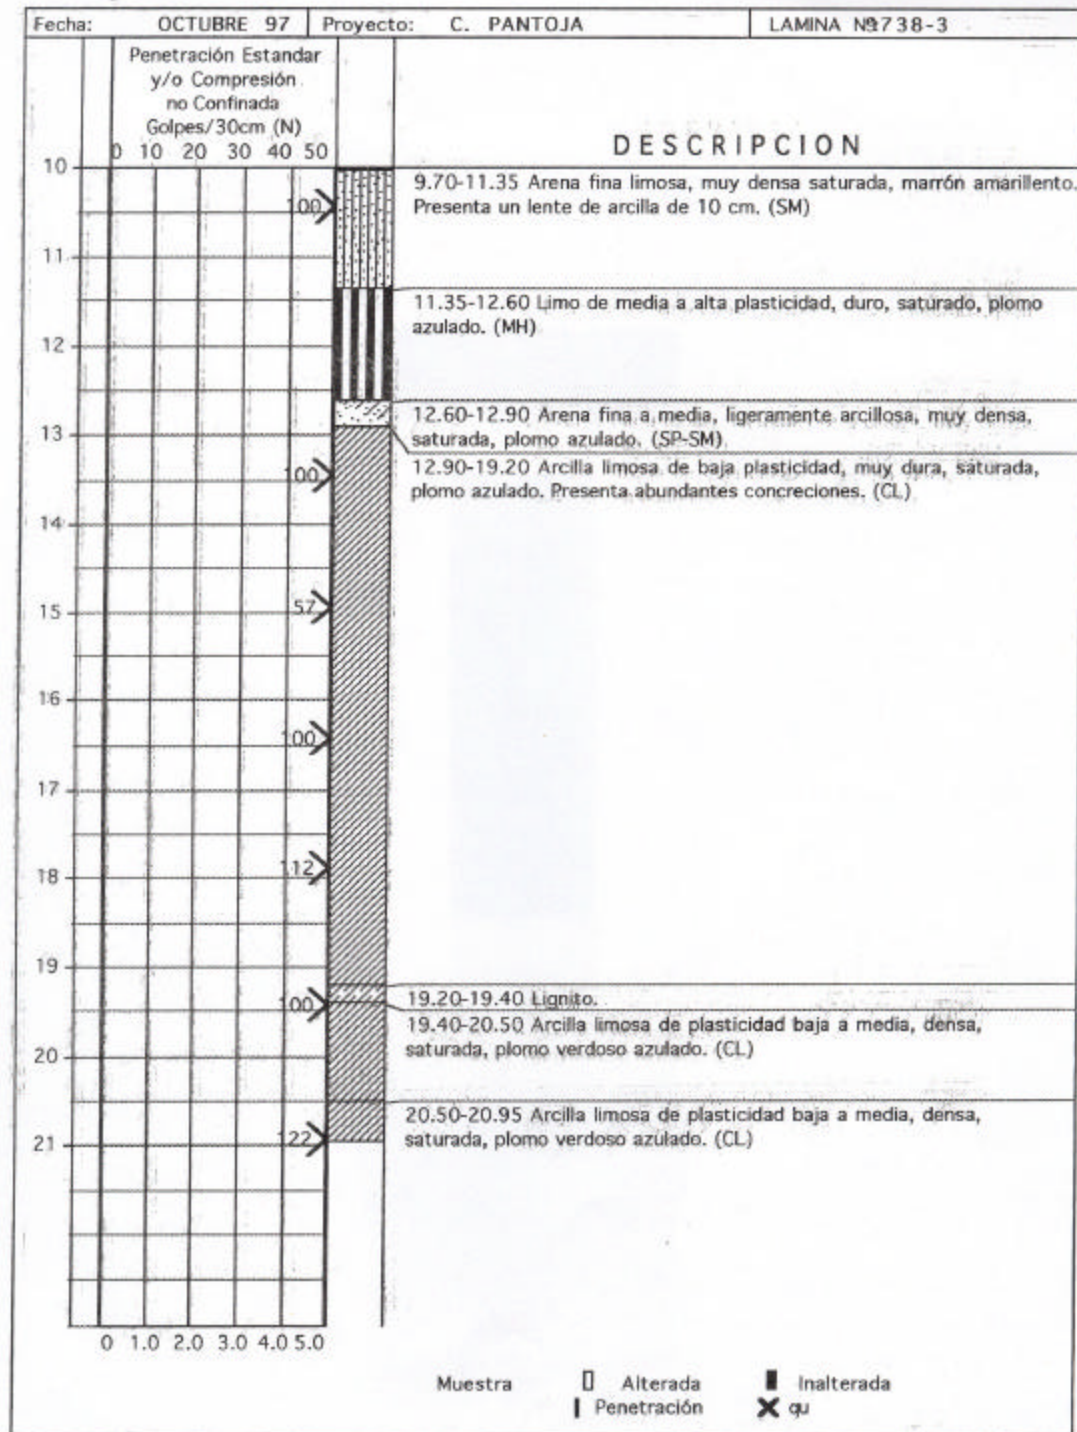 Fecha: OCTUBRE 97 Proyecto: C. PANTOJA LAMINA Nº1738-3
Penetración Estandar
y/o Compresión
no Confinada
Golpes/30cm (N)
0 10 20 30 40 50
DESCRIPCION
10
9.70-11.35 Arena fina limosa, muy densa saturada, marrón amarillento.
100
Presenta un lente de arcilla de 10 cm. (SM)
11
11.35-12.60 Limo de media a alta plasticidad, duro, saturado, plomo
azulado. (MH)
12
12.60-12.90 Arena fina a media, ligeramente arcillosa, muy densa,
13
saturada, plomo azulado. (SP-SM)
12.90-19.20 Arcilla limosa de baja plasticidad, muy dura, saturada,
100
plomo azulado. Presenta abundantes concreciones. (CL)
14
15
57
16
100
17
112
18
19
100
19.20-19.40 Lignito.
19.40-20.50 Arcilla limosa de plasticidad baja a media, densa,
saturada, plomo verdoso azulado. (CL)
20
20.50-20.95 Arcilla limosa de plasticidad baja a media, densa,
saturada, plomo verdoso azulado. (CL)
21
122
0 1.0 2.0 3.0 4.0 5.0
Muestra Alterada Inalterada
Penetración qu